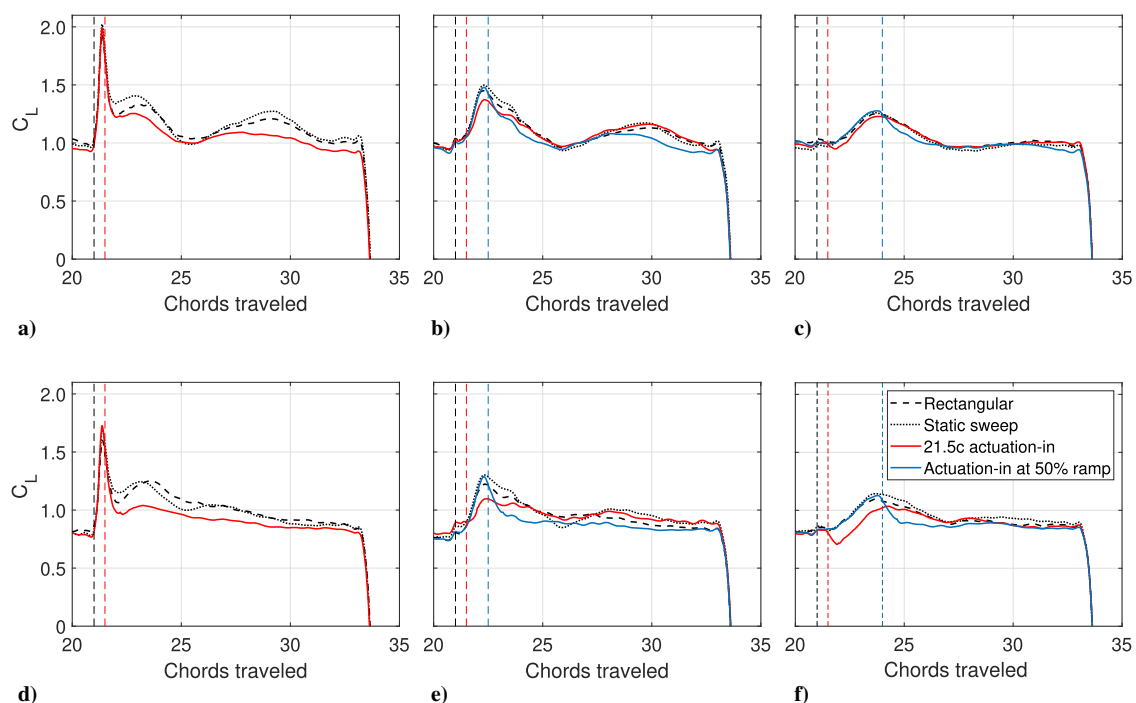 2.0
1.5
1.0
0.5
0
C_L
20 25 30 35
Chords traveled
a)
20 25 30 35
Chords traveled
b)
20 25 30 35
Chords traveled
c)
2.0
1.5
1.0
0.5
0
C_L
20 25 30 35
Chords traveled
d)
20 25 30 35
Chords traveled
e)
Rectangular
Static sweep
21.5c actuation-in
Actuation-in at 50% ramp
20 25 30 35
Chords traveled
f)